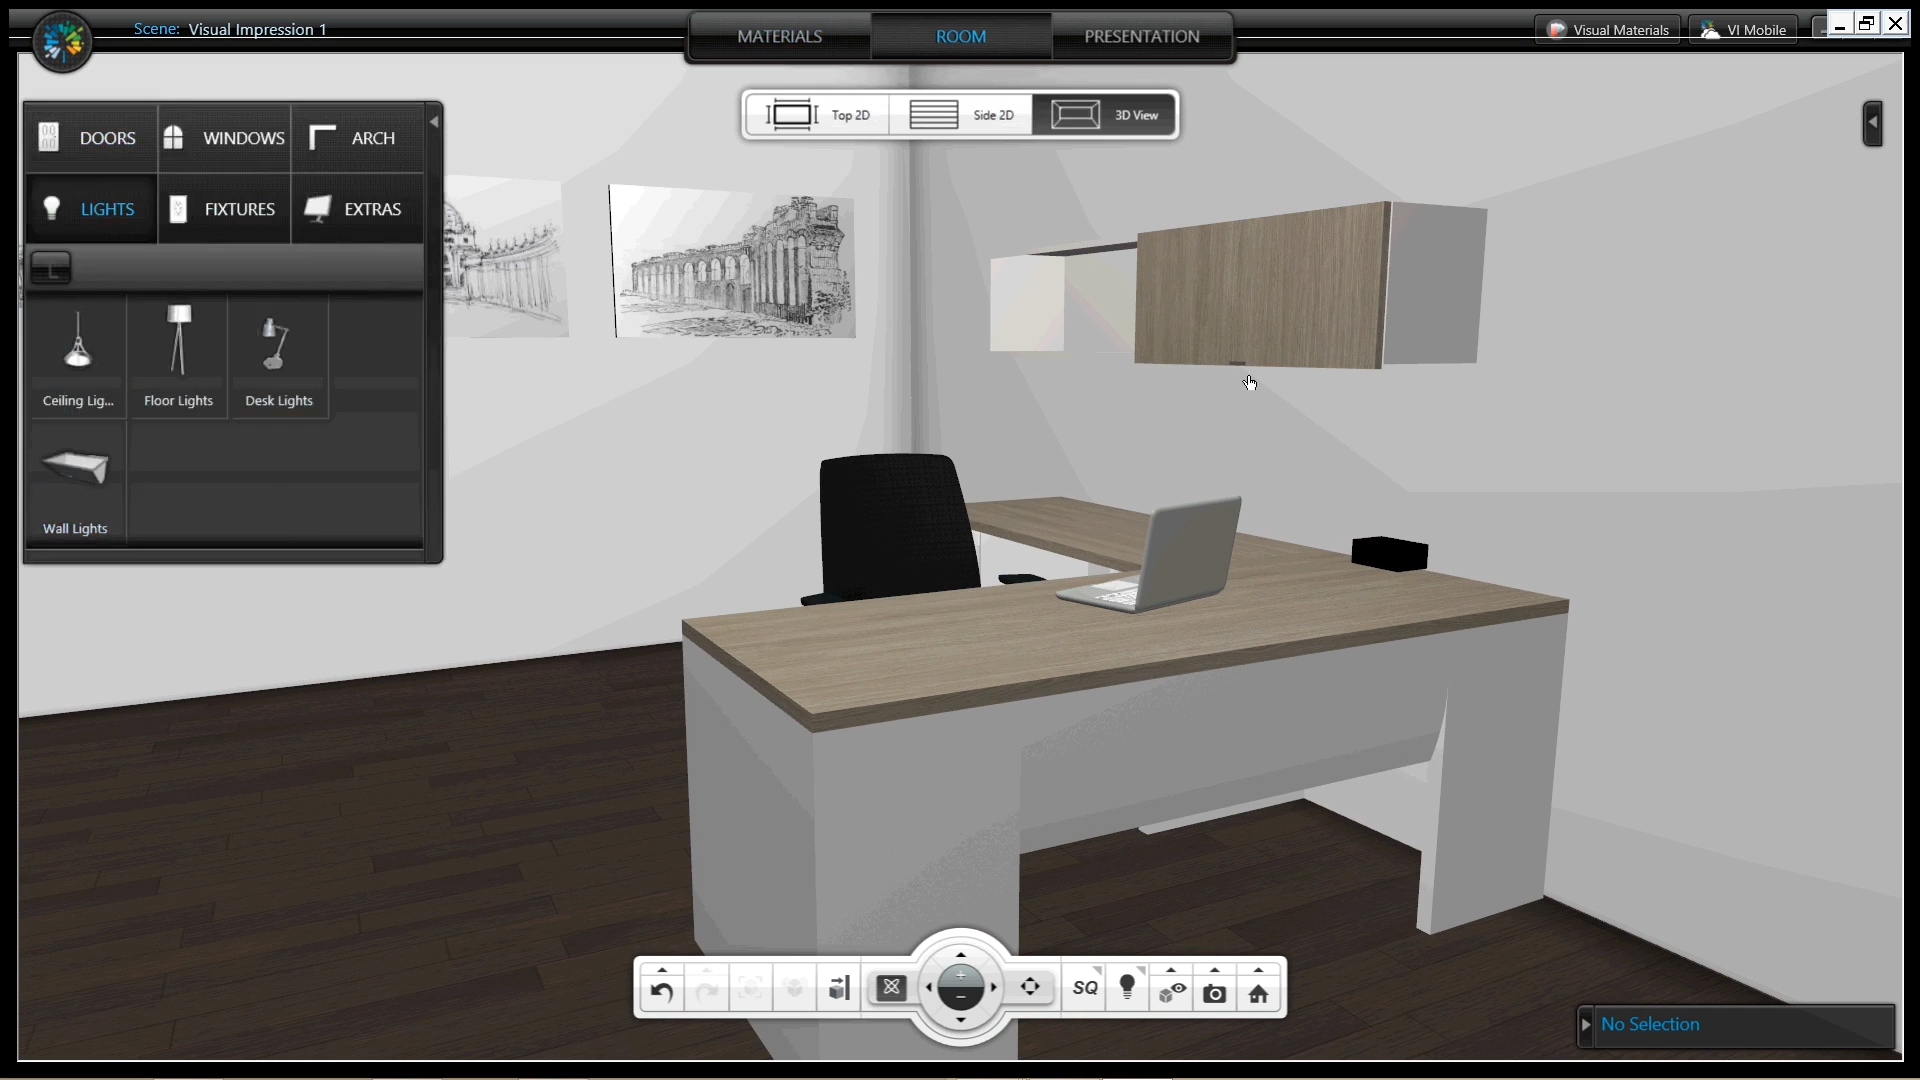 Scene: Visual Impression 1
MATERIALS
ROOM
PRESENTATION
Visual Materials
VI Mobile
Top 2D
Side 2D
3D View
DOORS
WINDOWS
ARCH
LIGHTS
FIXTURES
EXTRAS
Ceiling Lig...
Floor Lights
Desk Lights
Wall Lights
SQ
No Selection